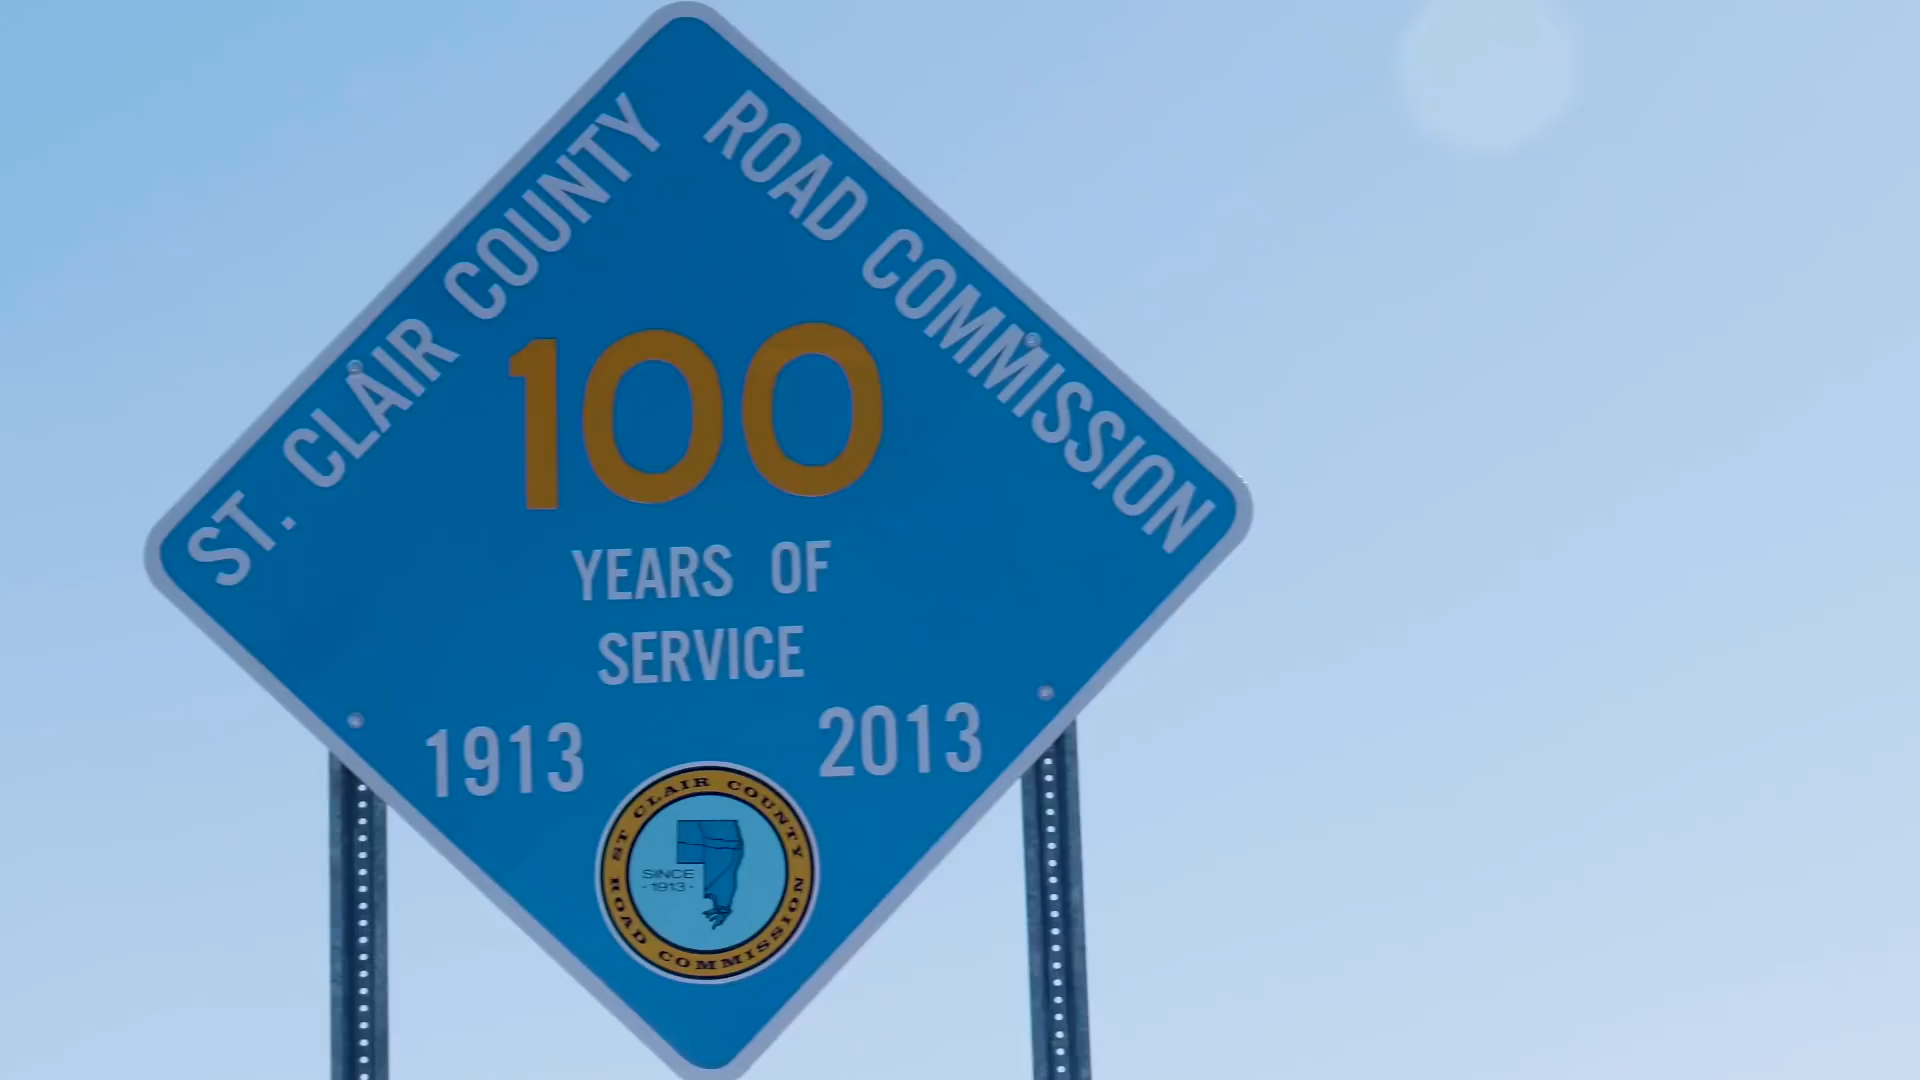 ST. CLAIR COUNTY
ROAD COMMISSION
100
YEARS OF
SERVICE
1913
2013
ST CLAIR COUNTY
SINCE
· 1913 ·
ROAD COMMISSION